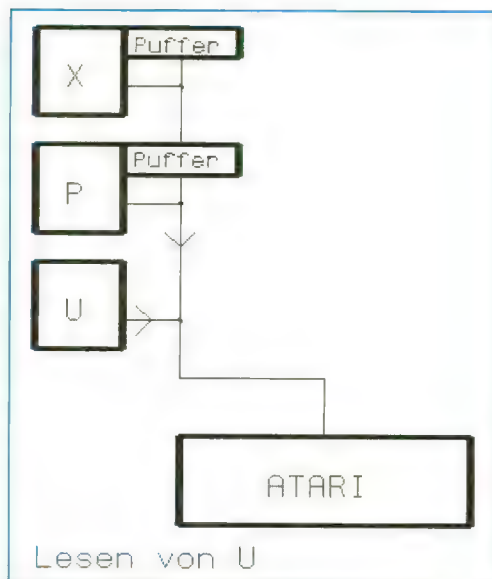 Puffer
X
Puffer
P
U
ATARI
Lesen von U